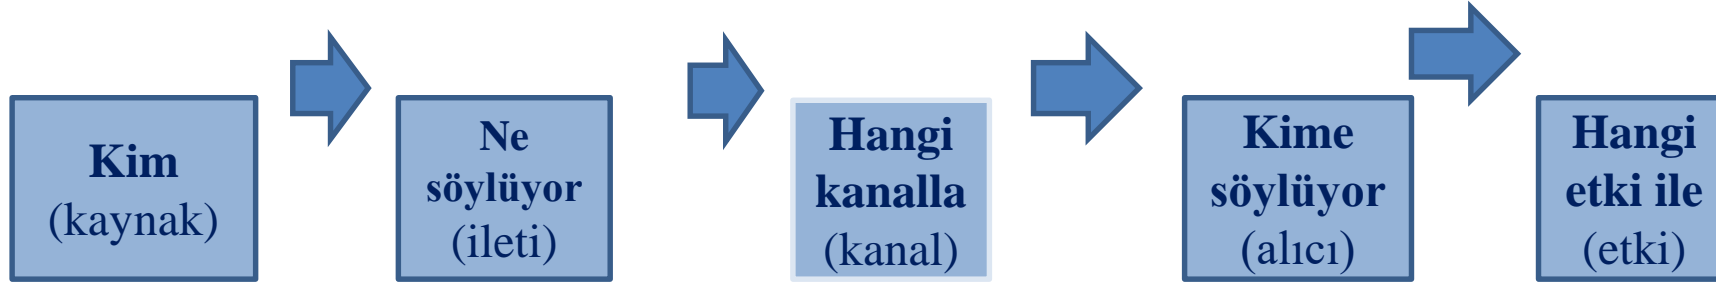 Kim
(kaynak)
Ne
söylüyor
(ileti)
Hangi
kanalla
(kanal)
Kime
söylüyor
(alıcı)
Hangi
etki ile
(etki)